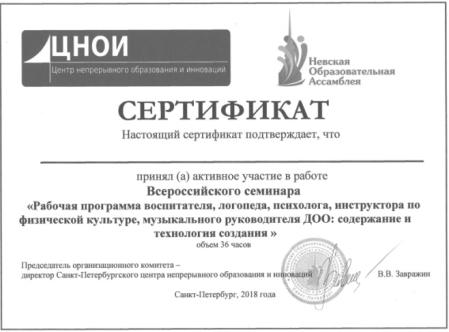 ЦНОИ
Центр непрерывного образования и инноваций
Невская
Образовательная
Ассамблея
СЕРТИФИКАТ
Настоящий сертификат подтверждает, что
принял (а) активное участие в работе
Всероссийского семинара
«Рабочая программа воспитателя, логопеда, психолога, инструктора по
физической культуре, музыкального руководителя ДОО: содержание и
технология создания »
объем 36 часов
Председатель организационного комитета –
директор Санкт-Петербургского центра непрерывного образования и инноваций
В.В. Завражин
Санкт-Петербург, 2018 года